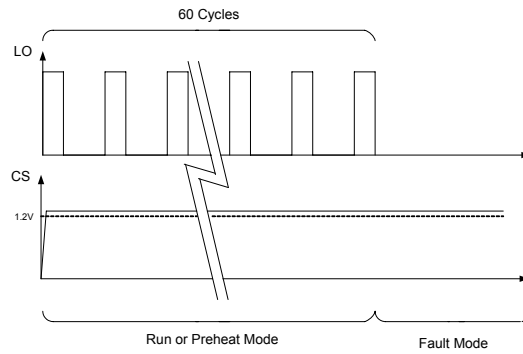 60 Cycles
LO
CS
1.2V
Run or Preheat Mode
Fault Mode